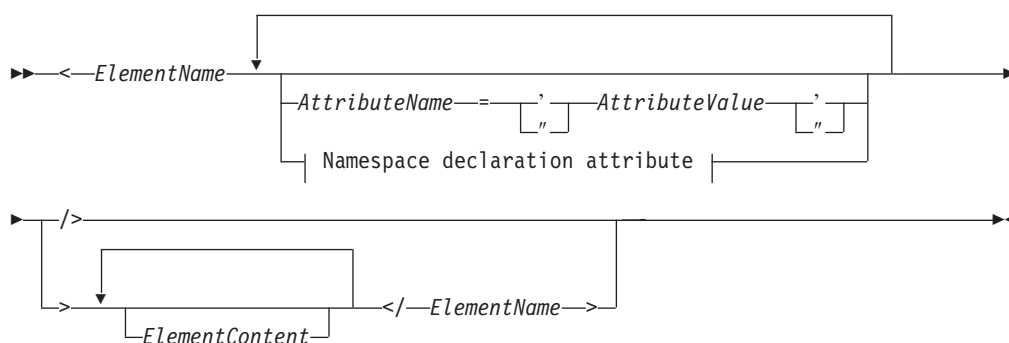 < ElementName
AttributeName = ' AttributeValue '
" "
Namespace declaration attribute
/>
> </ ElementName >
ElementContent